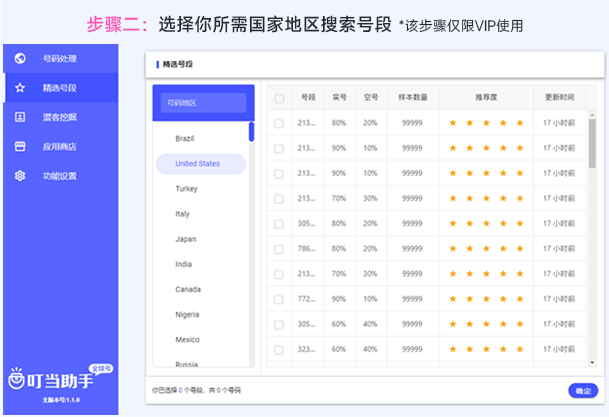 步骤二：选择你所需国家地区搜索号段 *该步骤仅限VIP使用
号码处理
精选号段
潜客挖掘
应用商店
功能设置
叮当助手 全球号
主版本号:1.1.0
精选号段
号码地区
Brazil
United States
Turkey
Italy
Japan
India
Canada
Nigeria
Mexico
Russia
号段 实号 空号 样本数量 推荐度 更新时间
213... 80% 20% 99999 ★ ★ ★ ★ ★ 17 小时前
213... 90% 10% 99999 ★ ★ ★ ★ ★ 17 小时前
213... 90% 10% 99999 ★ ★ ★ ★ ★ 17 小时前
213... 70% 30% 99999 ★ ★ ★ ★ ★ 17 小时前
305... 80% 20% 99999 ★ ★ ★ ★ ★ 17 小时前
786... 80% 20% 99999 ★ ★ ★ ★ ★ 17 小时前
213... 70% 30% 99999 ★ ★ ★ ★ ★ 17 小时前
772... 90% 10% 99999 ★ ★ ★ ★ ★ 17 小时前
305... 60% 40% 99999 ★ ★ ★ ★ ★ 17 小时前
323... 60% 40% 99999 ★ ★ ★ ★ ★ 17 小时前
你已选择 0 个号段，共 0 个号码
确定